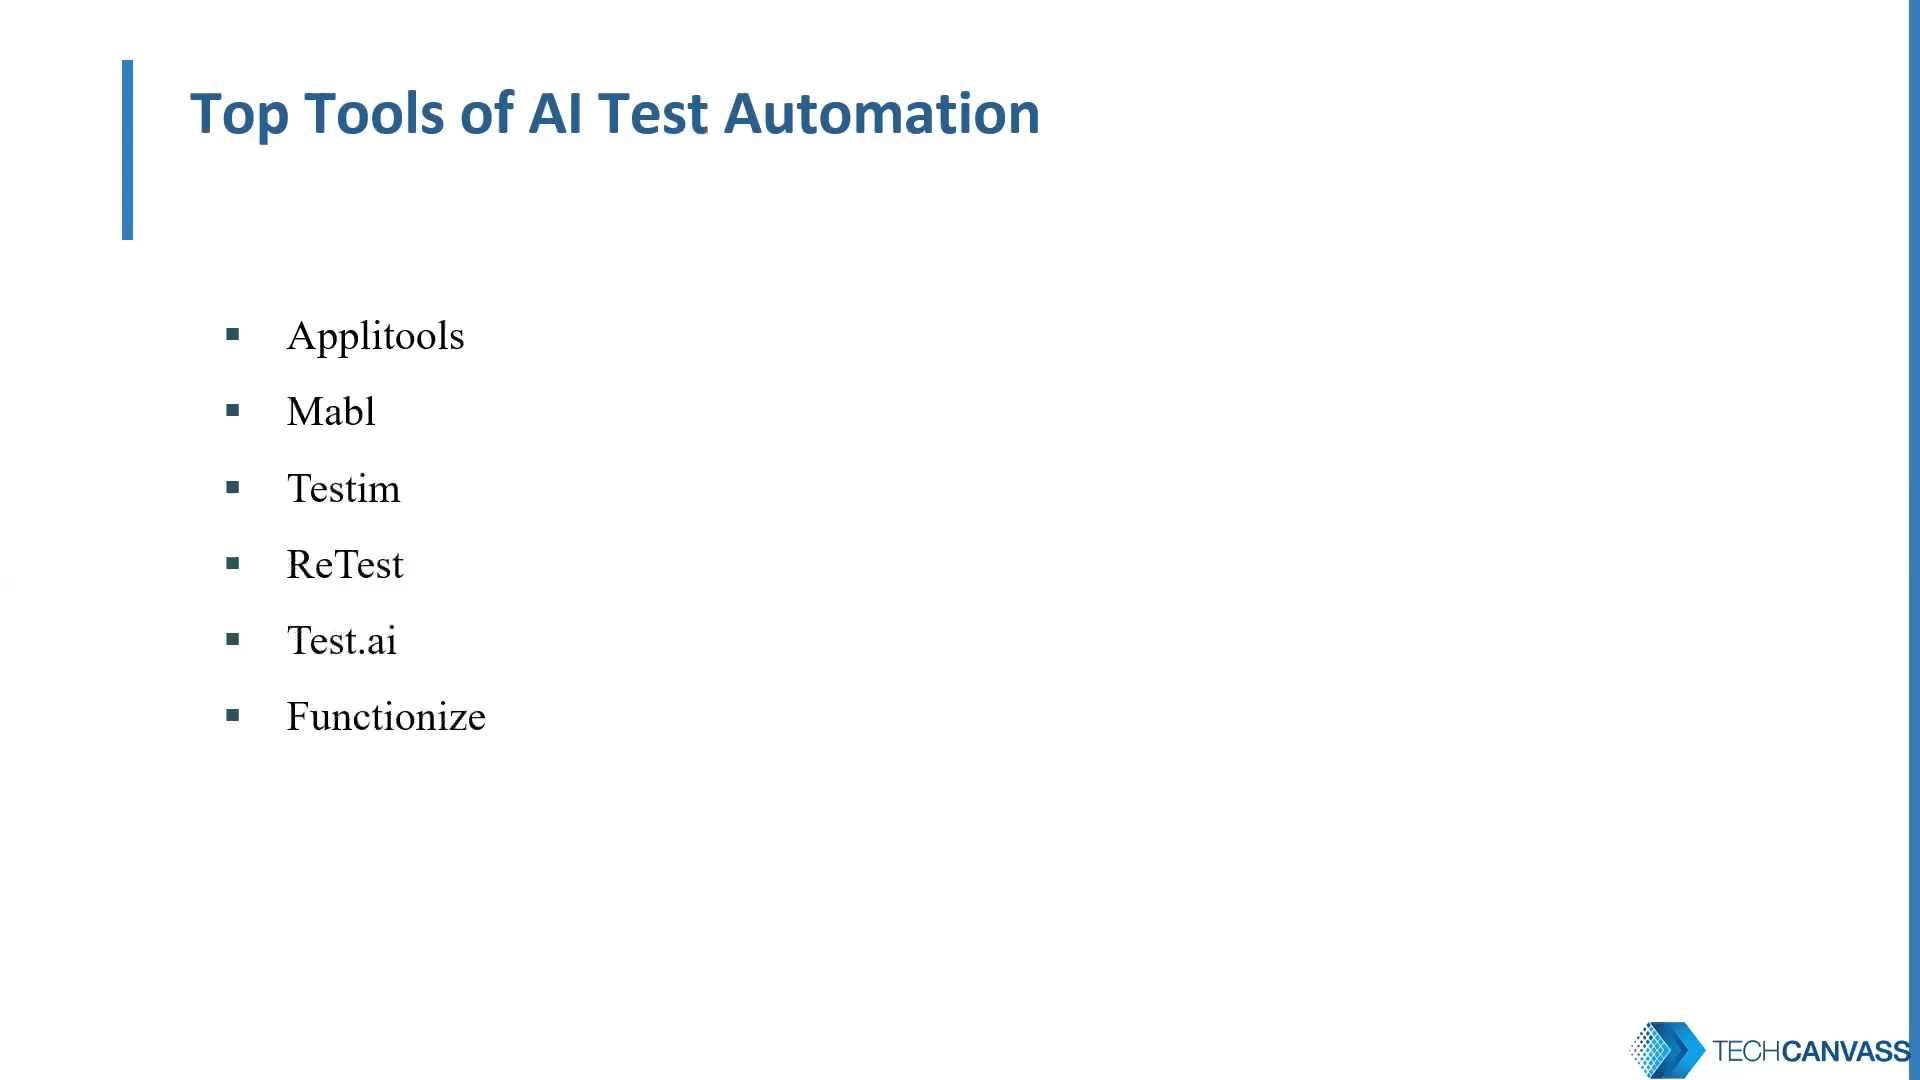 Top Tools of AI Test Automation
Applitools
Mabl
Testim
ReTest
Test.ai
Functionize
TECHCANVASS